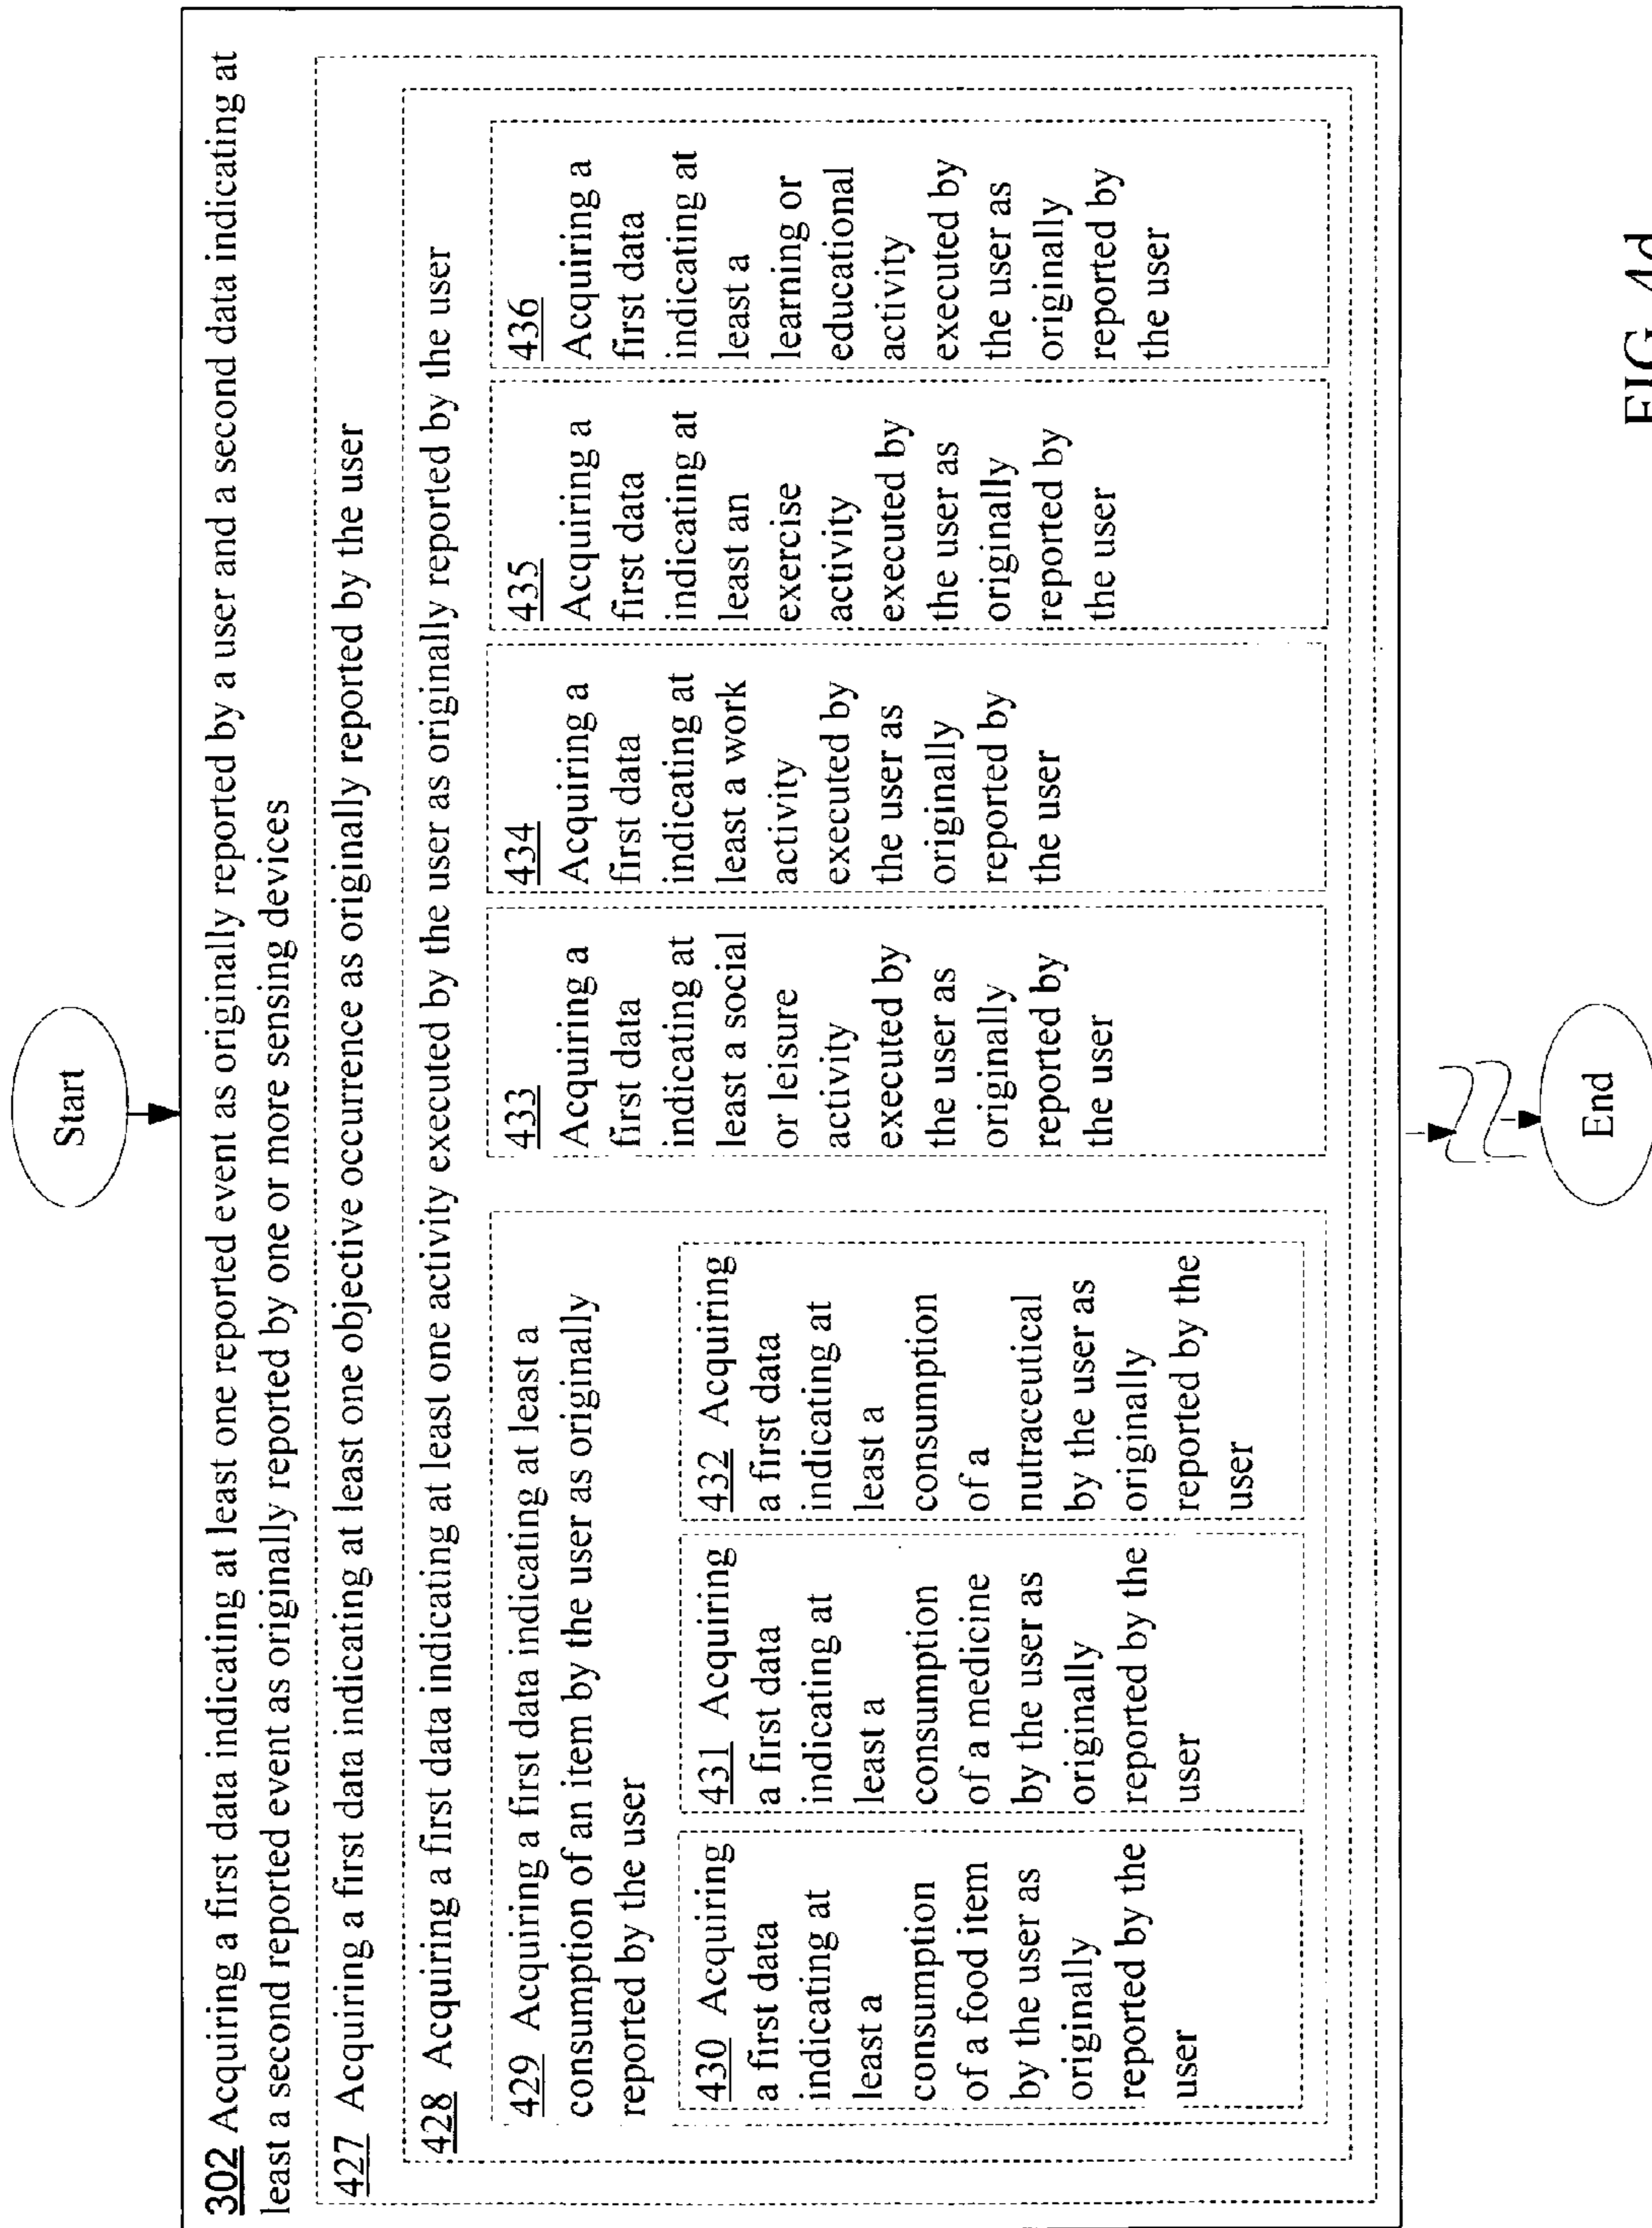 Start
302 Acquiring a first data indicating at least one reported event as originally reported by a user and a second data indicating at
least a second reported event as originally reported by one or more sensing devices
427 Acquiring a first data indicating at least one objective occurrence as originally reported by the user
428 Acquiring a first data indicating at least one activity executed by the user as originally reported by the user
429 Acquiring a first data indicating at least a
consumption of an item by the user as originally
reported by the user
430 Acquiring
a first data
indicating at
least a
consumption
of a food item
by the user as
originally
reported by the
user
431 Acquiring
a first data
indicating at
least a
consumption
of a medicine
by the user as
originally
reported by the
user
432 Acquiring
a first data
indicating at
least a
consumption
of a
nutraceutical
by the user as
originally
reported by the
user
433
Acquiring a
first data
indicating at
least a social
or leisure
activity
executed by
the user as
originally
reported by
the user
434
Acquiring a
first data
indicating at
least a work
activity
executed by
the user as
originally
reported by
the user
435
Acquiring a
first data
indicating at
least an
exercise
activity
executed by
the user as
originally
reported by
the user
436
Acquiring a
first data
indicating at
least a
learning or
educational
activity
executed by
the user as
originally
reported by
the user
End
FIG. 4d